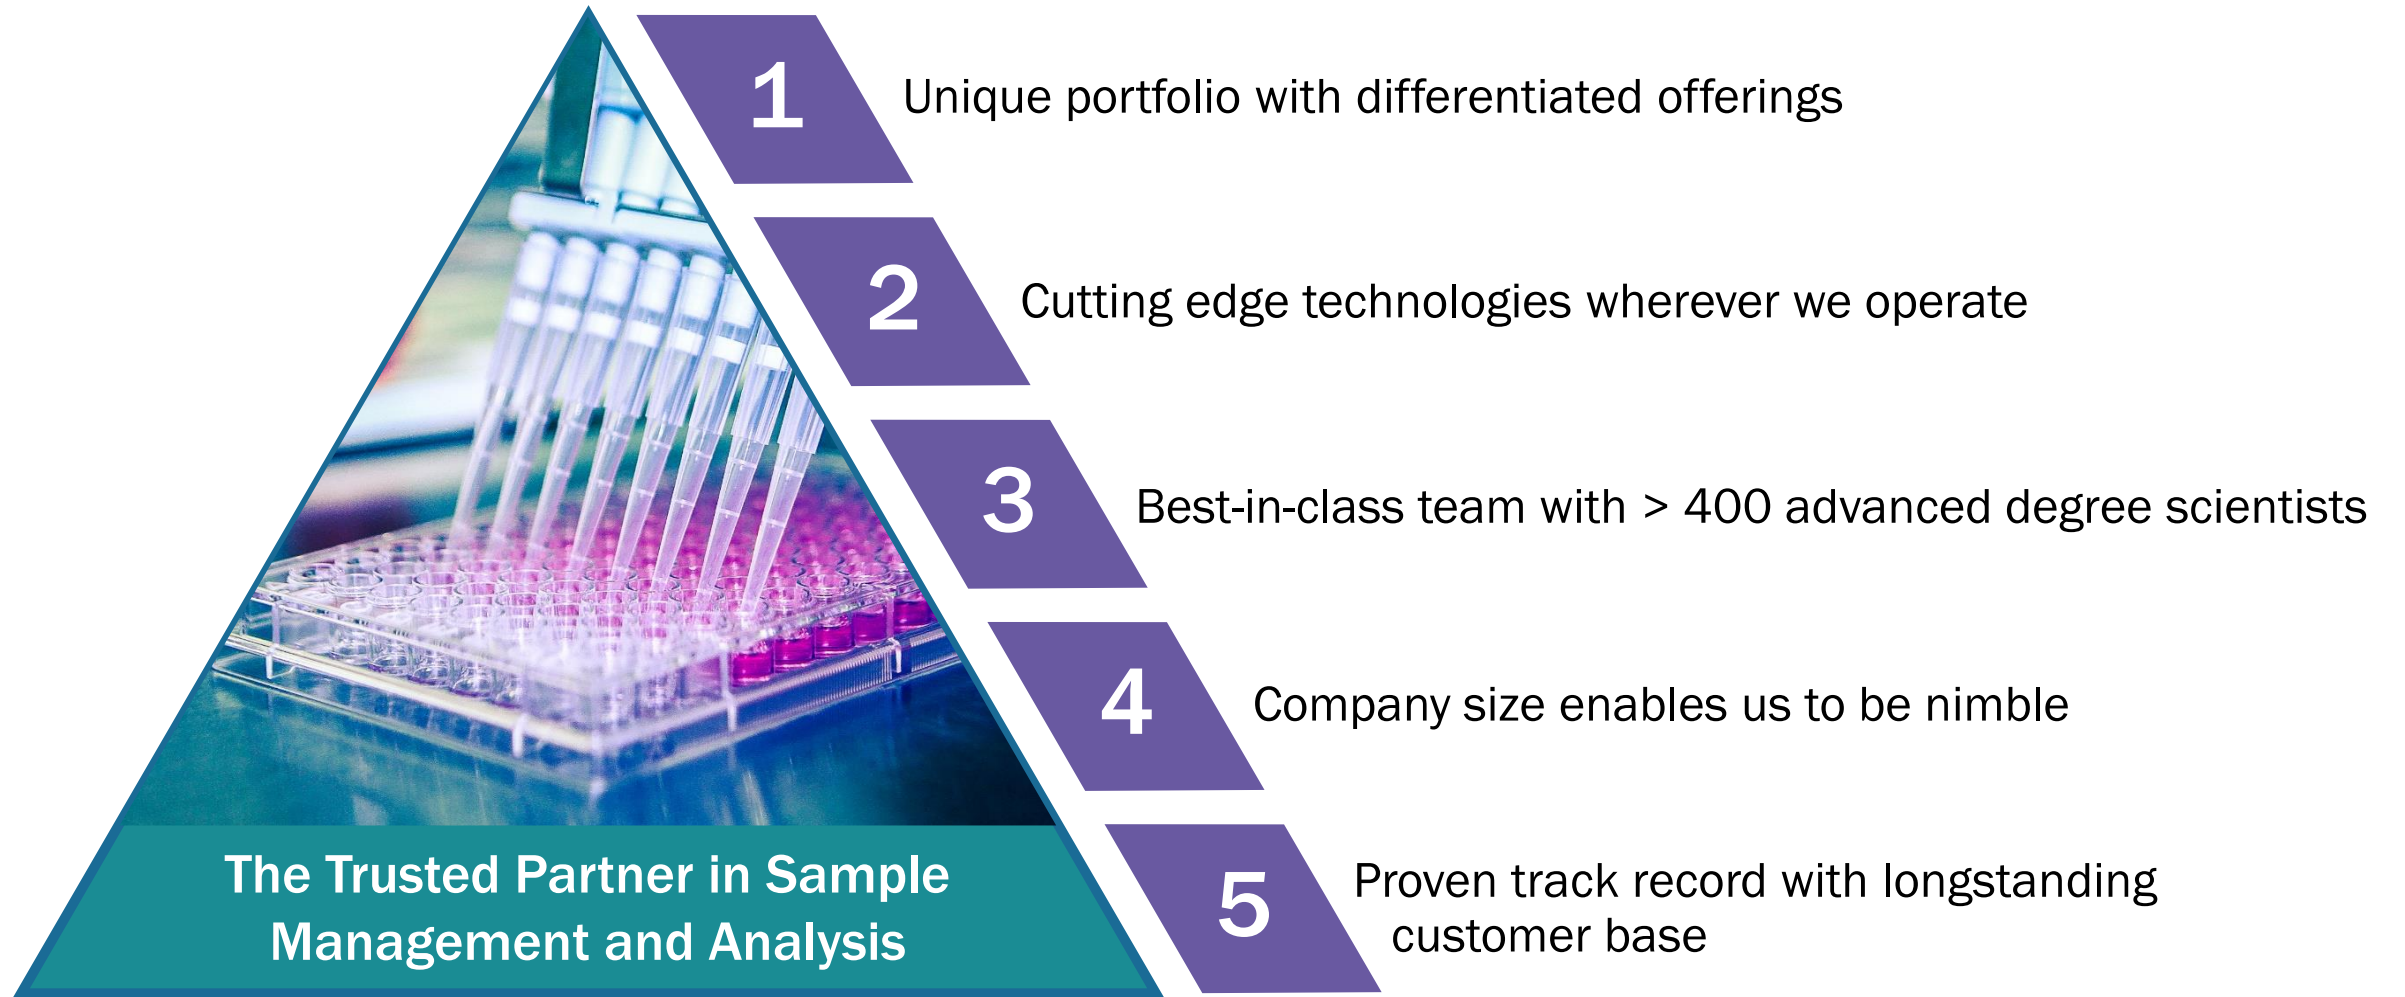 1
Unique portfolio with differentiated offerings
2
Cutting edge technologies wherever we operate
3
Best-in-class team with > 400 advanced degree scientists
4
Company size enables us to be nimble
5
Proven track record with longstanding
customer base
The Trusted Partner in Sample
Management and Analysis